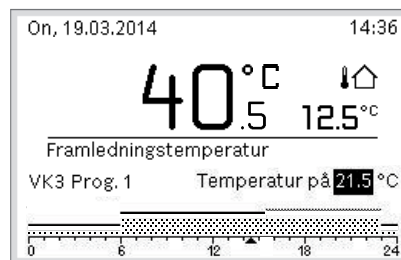 On, 19.03.2014 14:36
40.5 °C
12.5 °C
Framledningstemperatur
VK3 Prog. 1 Temperatur på 21.5 °C
0 6 12 18 24